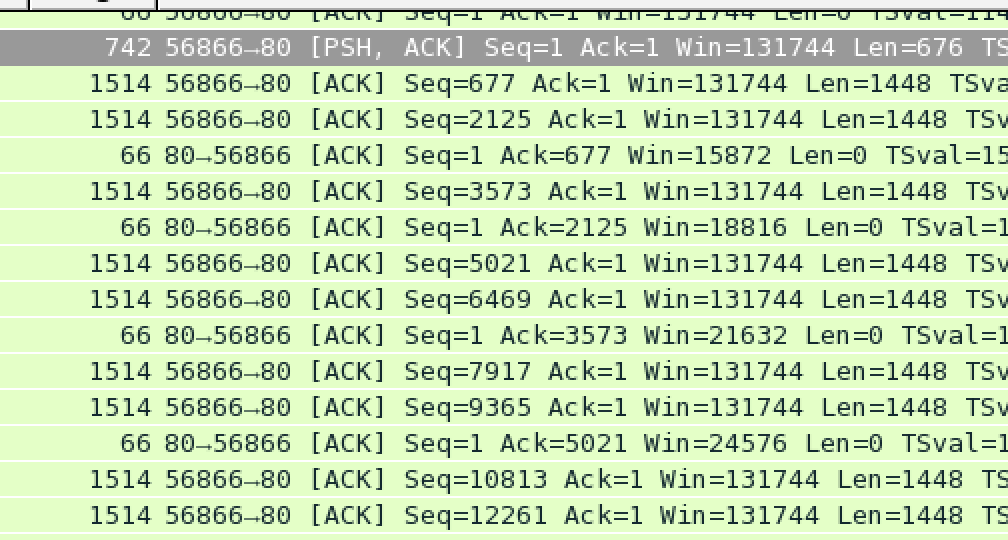 66 56866→80 [ACK] Seq=1 Ack=1 Win=131744 Len=0
742 56866→80 [PSH, ACK] Seq=1 Ack=1 Win=131744 Len=676 TS
1514 56866→80 [ACK] Seq=677 Ack=1 Win=131744 Len=1448 TSva
1514 56866→80 [ACK] Seq=2125 Ack=1 Win=131744 Len=1448 TSv
66 80→56866 [ACK] Seq=1 Ack=677 Win=15872 Len=0 TSval=15
1514 56866→80 [ACK] Seq=3573 Ack=1 Win=131744 Len=1448 TSv
66 80→56866 [ACK] Seq=1 Ack=2125 Win=18816 Len=0 TSval=1
1514 56866→80 [ACK] Seq=5021 Ack=1 Win=131744 Len=1448 TSv
1514 56866→80 [ACK] Seq=6469 Ack=1 Win=131744 Len=1448 TSv
66 80→56866 [ACK] Seq=1 Ack=3573 Win=21632 Len=0 TSval=1
1514 56866→80 [ACK] Seq=7917 Ack=1 Win=131744 Len=1448 TSv
1514 56866→80 [ACK] Seq=9365 Ack=1 Win=131744 Len=1448 TSv
66 80→56866 [ACK] Seq=1 Ack=5021 Win=24576 Len=0 TSval=1
1514 56866→80 [ACK] Seq=10813 Ack=1 Win=131744 Len=1448 TS
1514 56866→80 [ACK] Seq=12261 Ack=1 Win=131744 Len=1448 TS